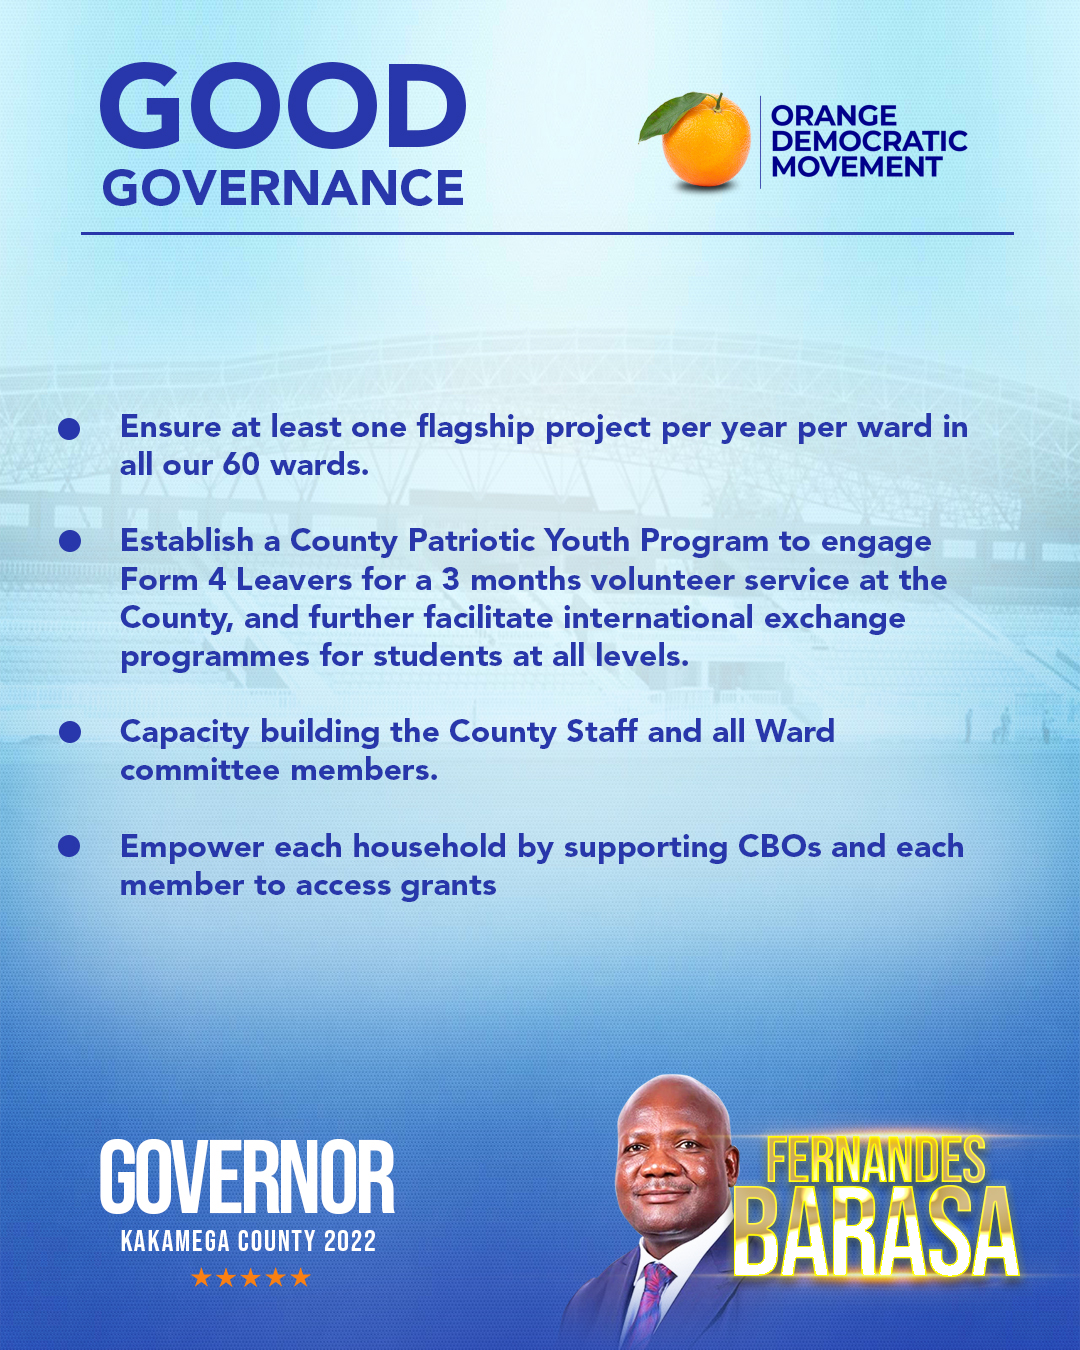 GOOD
GOVERNANCE
ORANGE
DEMOCRATIC
MOVEMENT
Ensure at least one flagship project per year per ward in
all our 60 wards.
Establish a County Patriotic Youth Program to engage
Form 4 Leavers for a 3 months volunteer service at the
County, and further facilitate international exchange
programmes for students at all levels.
Capacity building the County Staff and all Ward
committee members.
Empower each household by supporting CBOs and each
member to access grants
GOVERNOR
KAKAMEGA COUNTY 2022
FERNANDES
BARASA